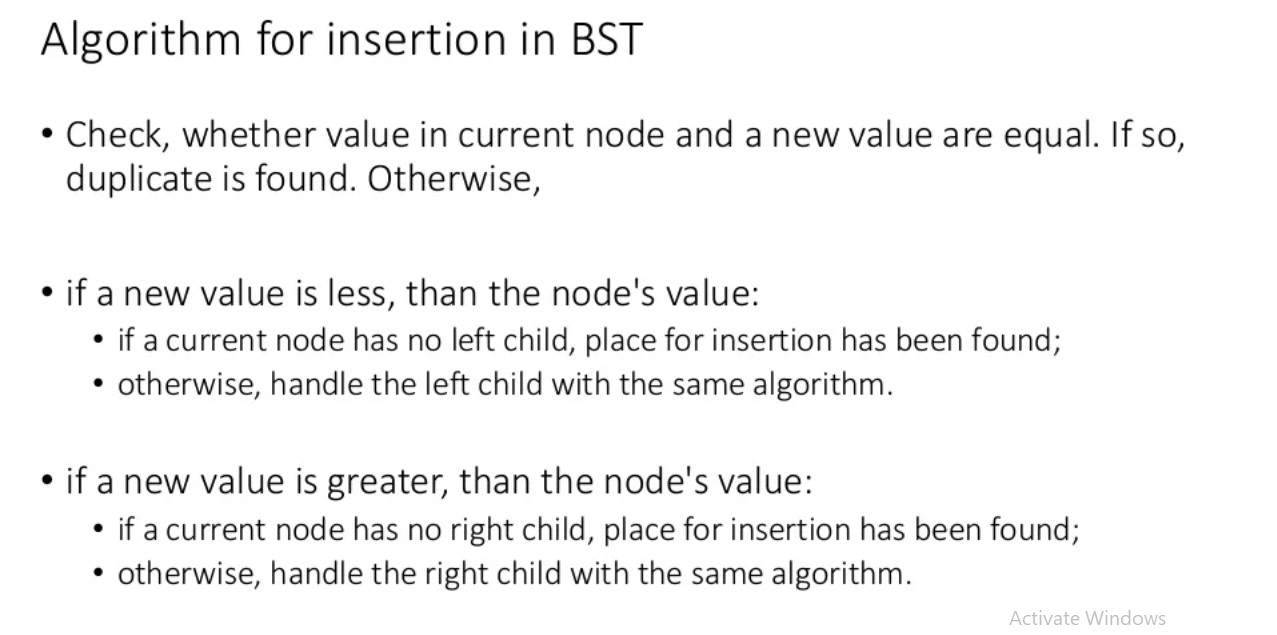 Algorithm for insertion in BST
• Check, whether value in current node and a new value are equal. If so,
duplicate is found. Otherwise,
• if a new value is less, than the node's value:
• if a current node has no left child, place for insertion has been found;
• otherwise, handle the left child with the same algorithm.
• if a new value is greater, than the node's value:
• if a current node has no right child, place for insertion has been found;
• otherwise, handle the right child with the same algorithm.
Activate Windows